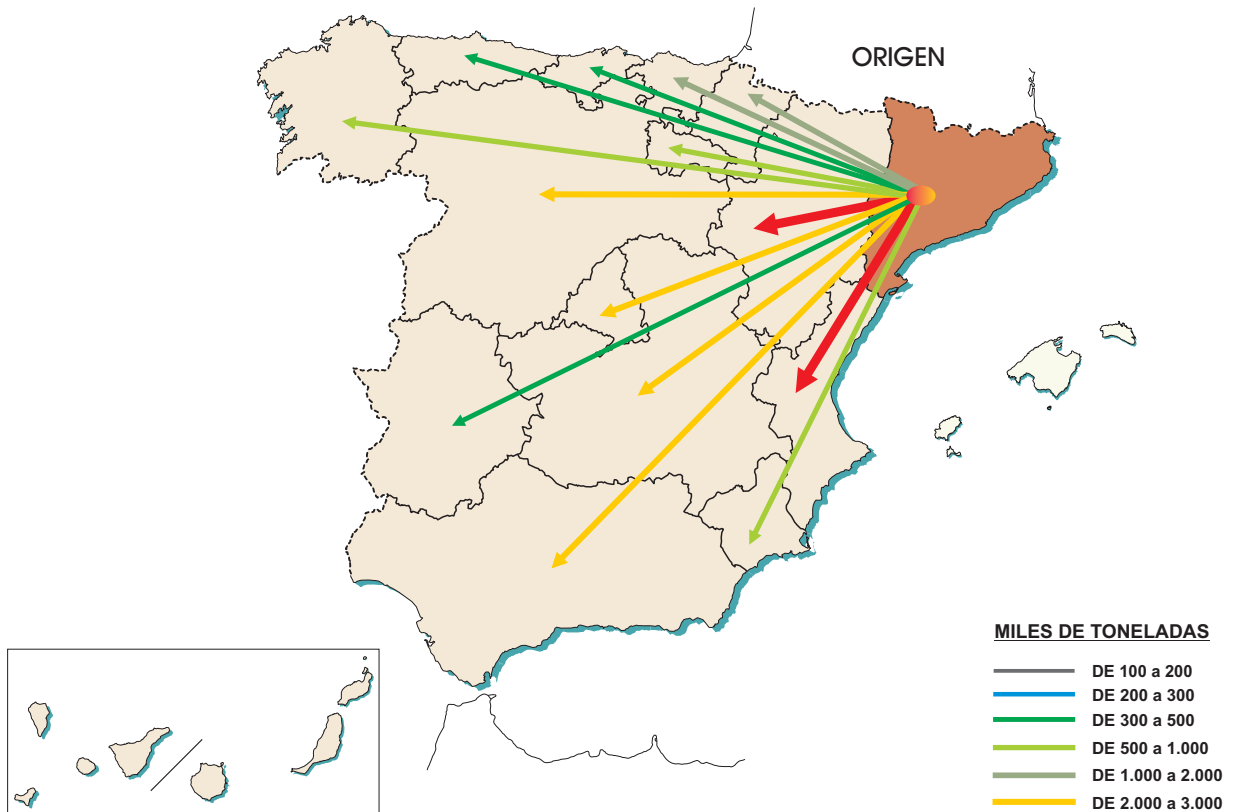 ORIGEN
MILES DE TONELADAS
DE 100 a 200
DE 200 a 300
DE 300 a 500
DE 500 a 1.000
DE 1.000 a 2.000
DE 2.000 a 3.000